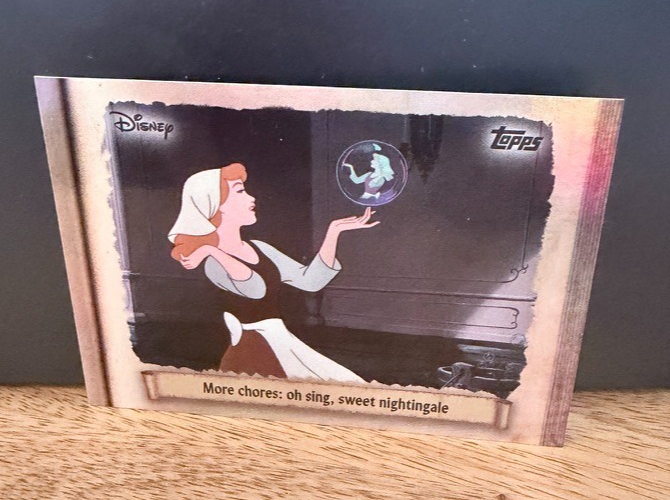 Disney
Topps
More chores: oh sing, sweet nightingale